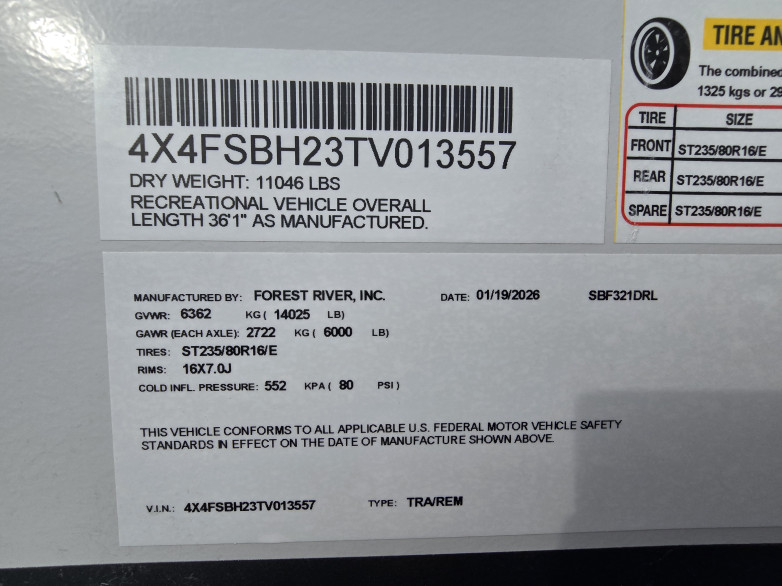 4X4FSBH23TV013557
DRY WEIGHT: 11046 LBS
RECREATIONAL VEHICLE OVERALL
LENGTH 36'1" AS MANUFACTURED.
TIRE
The combined
1325 kgs or
TIRE SIZE
FRONT ST235/80R16/E
REAR ST235/80R16/E
SPARE ST235/80R16/E
MANUFACTURED BY: FOREST RIVER, INC. DATE: 01/19/2026 SBF321DRL
GVWR: 6362 KG ( 14025 LB)
GAWR (EACH AXLE): 2722 KG ( 6000 LB)
TIRES: ST235/80R16/E
RIMS: 16X7.0J
COLD INFL. PRESSURE: 552 KPA ( 80 PSI )
THIS VEHICLE CONFORMS TO ALL APPLICABLE U.S. FEDERAL MOTOR VEHICLE SAFETY
STANDARDS IN EFFECT ON THE DATE OF MANUFACTURE SHOWN ABOVE.
V.I.N.: 4X4FSBH23TV013557 TYPE: TRA/REM